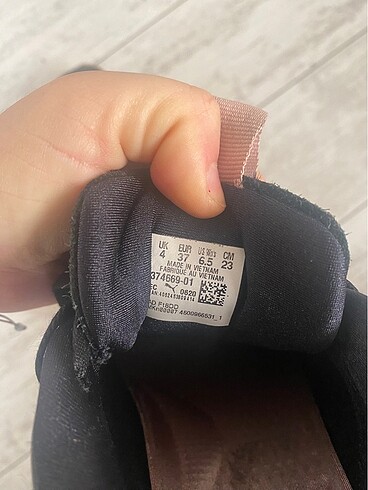 UK EUR US Wo's CM
4 37 6.5 23
MADE IN VIETNAM
FABRIQUÉ AU VIETNAM
374669-01
0820
4500866531_1